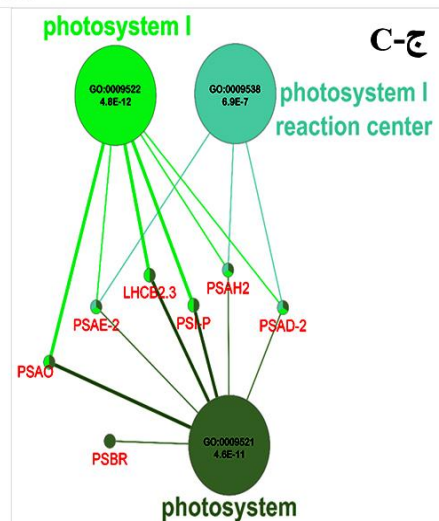 photosystem I
C-ج
GO:0009522
4.8E-12
GO:0009538
6.9E-7
photosystem I
reaction center
LHCB2.3
PSAH2
PSAE-2
PSI-P
PSAD-2
PSAO
PSBR
GO:0009521
4.6E-11
photosystem